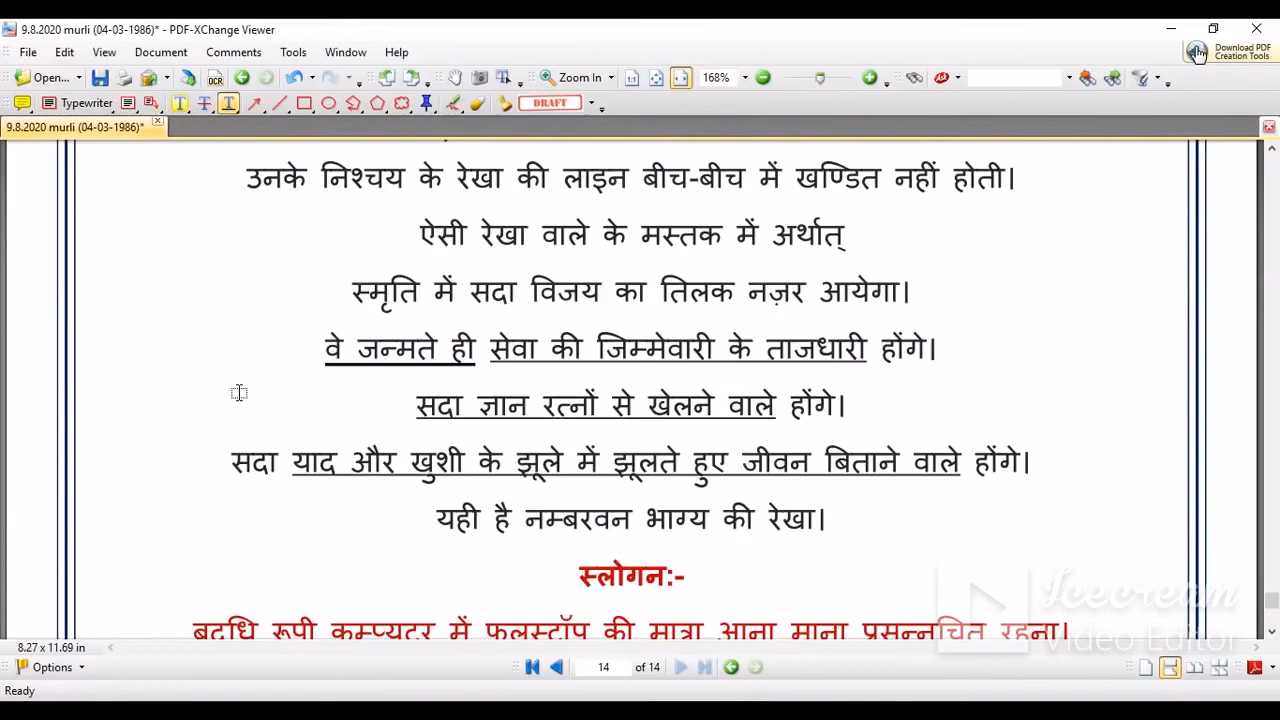 9.8.2020 murli (04-03-1986)* - PDF-XChange Viewer
File Edit View Document Comments Tools Window Help
Download PDF
Creation Tools
Open... OCR Zoom In 168%
Typewriter T T T DRAFT
9.8.2020 murli (04-03-1986)*
उनके निश्चय के रेखा की लाइन बीच-बीच में खण्डित नहीं होती।
ऐसी रेखा वाले के मस्तक में अर्थात्
स्मृति में सदा विजय का तिलक नज़र आयेगा।
वे जन्मते ही सेवा की जिम्मेवारी के ताजधारी होंगे।
सदा ज्ञान रत्नों से खेलने वाले होंगे।
सदा याद और खुशी के झूले में झूलते हुए जीवन बिताने वाले होंगे।
यही है नम्बरवन भाग्य की रेखा।
स्लोगन:-
बुद्धि रूपी कम्प्युटर में फुलस्टॉप की मात्रा आना माना प्रसन्नचित रहना।
Icecream
Video Editor
8.27 x 11.69 in
Options 14 of 14
Ready